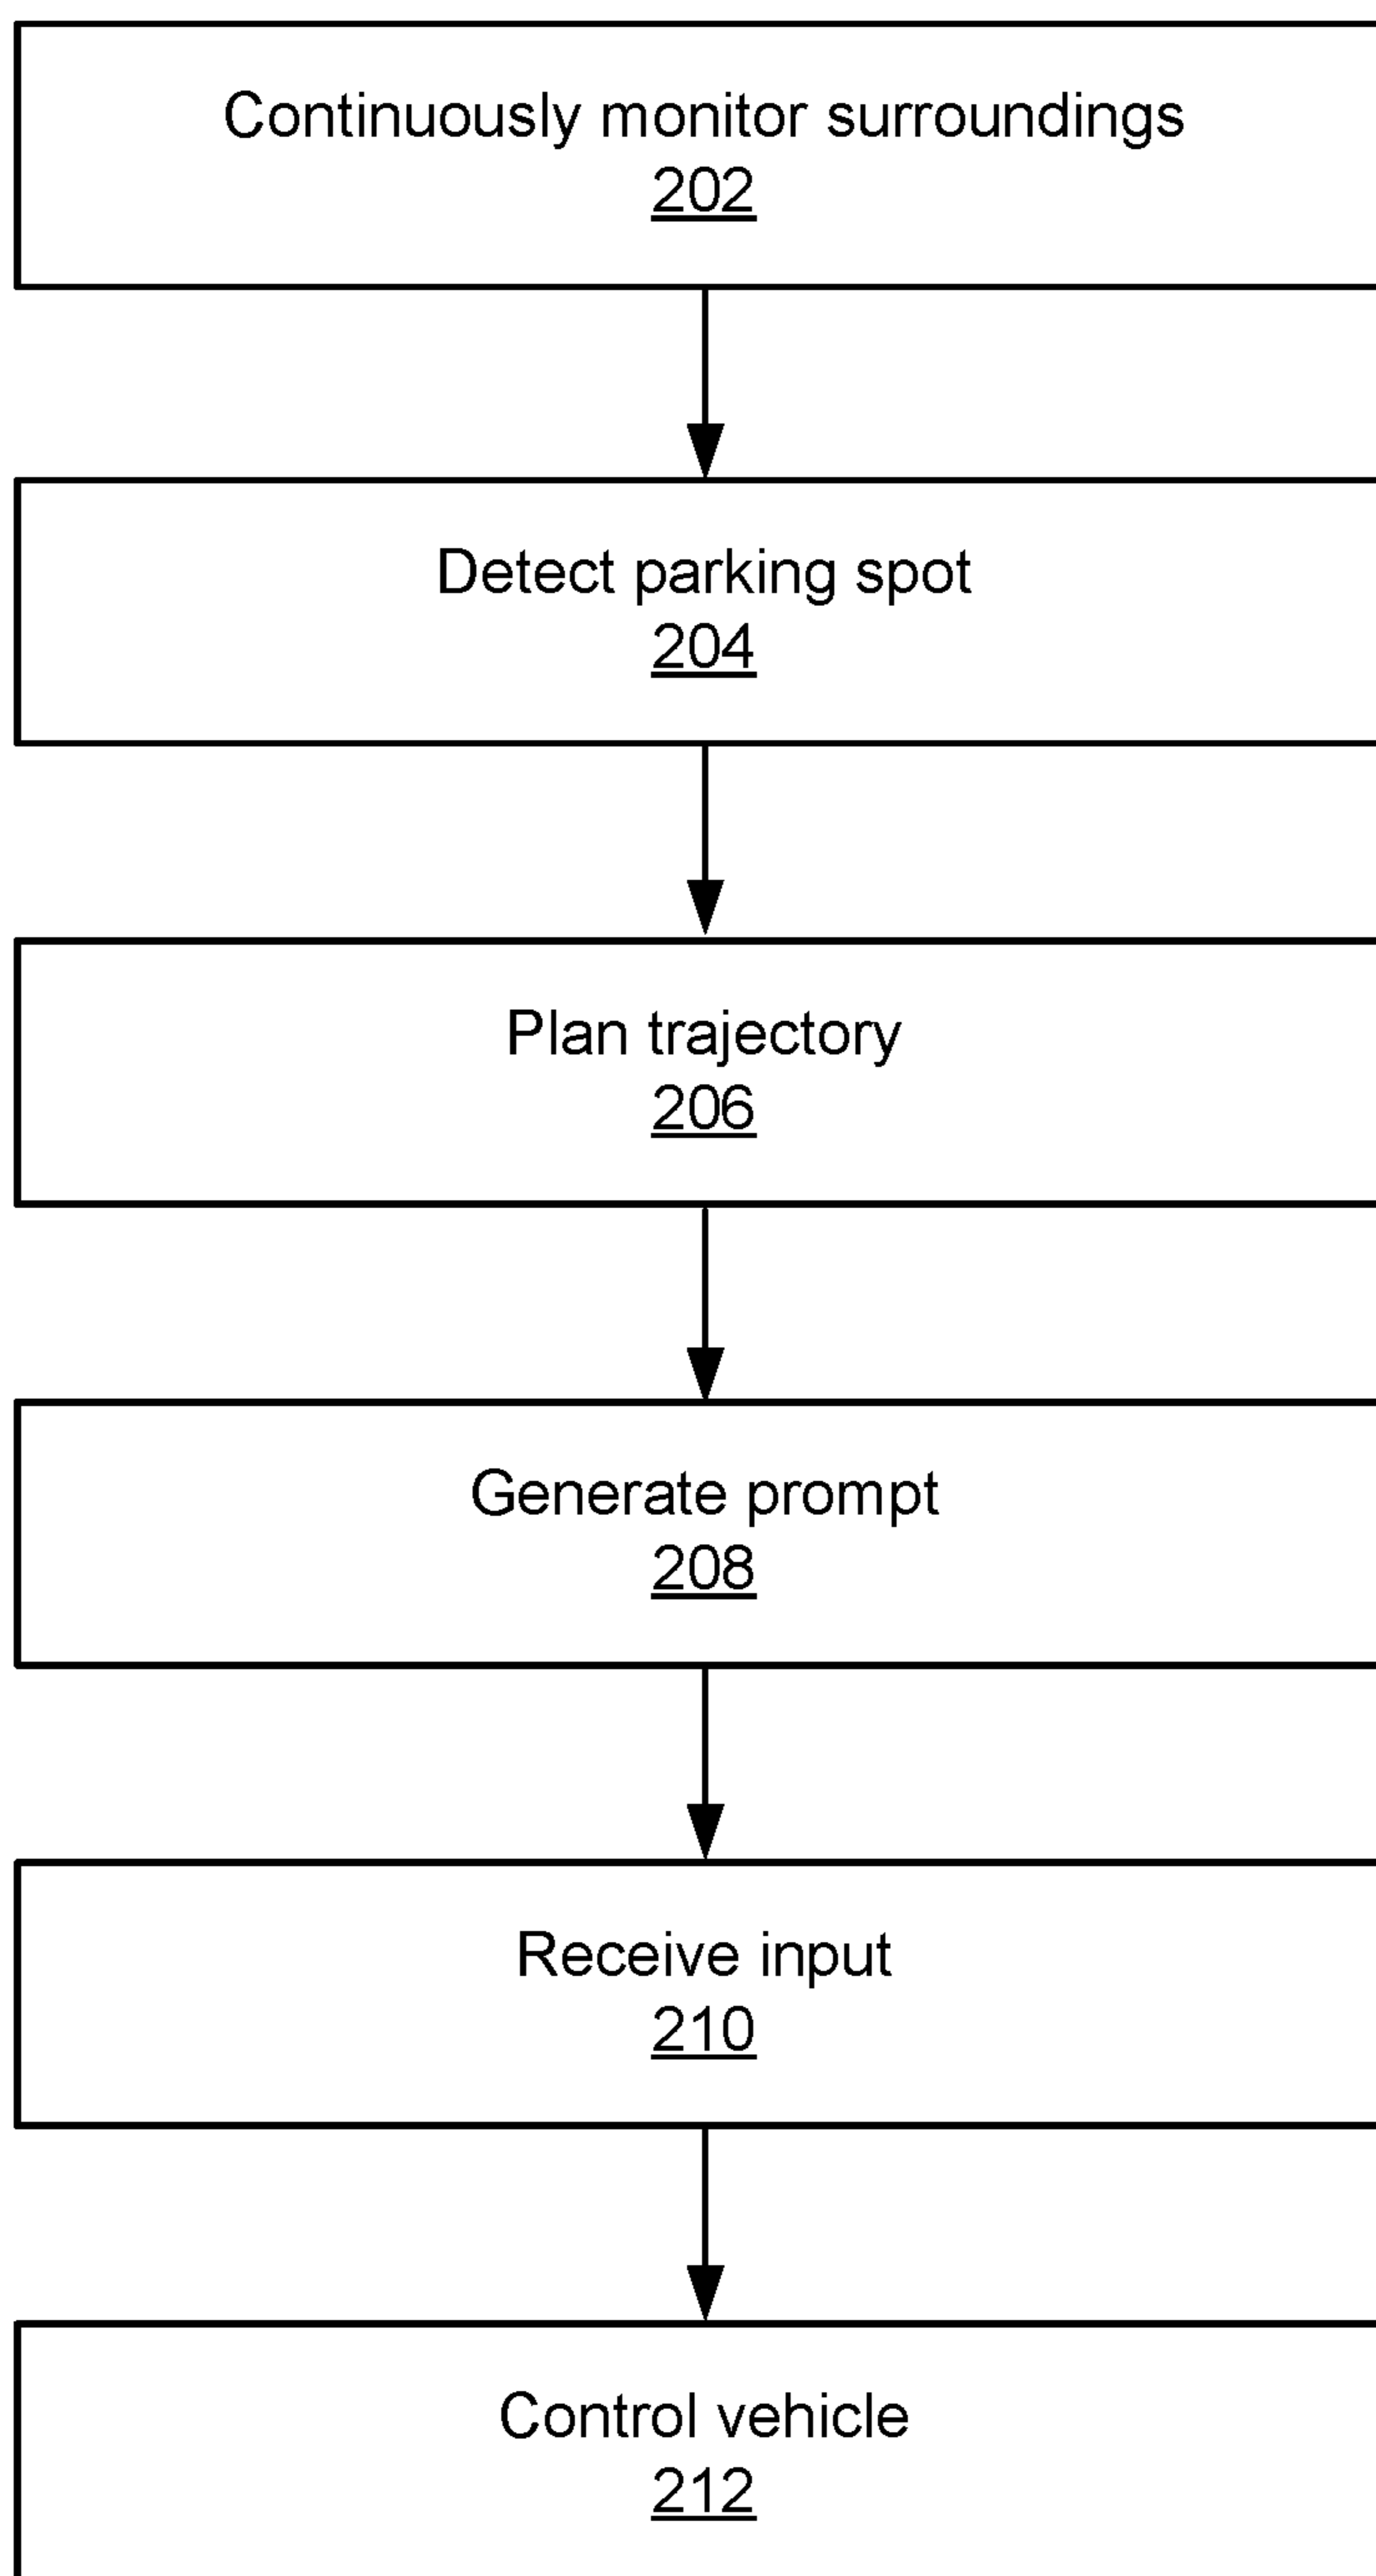 Continuously monitor surroundings
202
Detect parking spot
204
Plan trajectory
206
Generate prompt
208
Receive input
210
Control vehicle
212